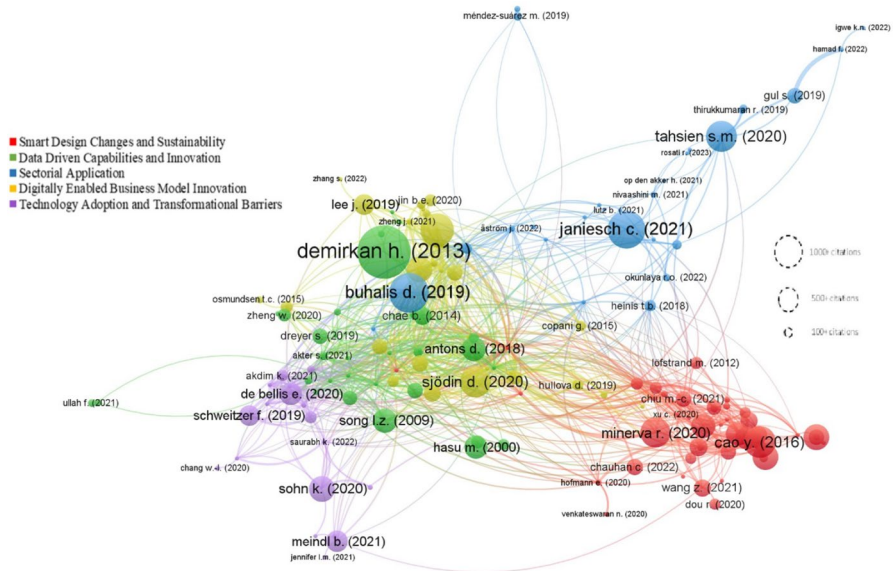 méndez-suárez m. (2019)
igwe k.n. (2022)
hamad f. (2022)
gul s. (2019)
thirukkumaran r. (2019)
tahsien s.m. (2020)
rosati r. (2023)
Smart Design Changes and Sustainability
Data Driven Capabilities and Innovation
Sectorial Application
Digitally Enabled Business Model Innovation
Technology Adoption and Transformational Barriers
zhang s. (2022)
op den akker h. (2021)
nivaashini m. (2021)
lee j. (2019)
jin b.e. (2020)
lutz b. (2021)
zheng j. (2021)
åström j. (2022)
janiesch c. (2021)
demirkan h. (2013)
1000+ citations
okunlaya r.o. (2022)
buhalis d. (2019)
osmundsen t.c. (2015)
500+ citations
heinis t.b. (2018)
zheng w. (2020)
chae b. (2014)
copani g. (2015)
100+ citations
dreyer s. (2019)
antons d. (2018)
akter s. (2021)
löfstrand m. (2012)
akdim k. (2021)
sjödin d. (2020)
hullova d. (2019)
de bellis e. (2020)
chiu m.-c. (2021)
ullah f. (2021)
xu c. (2020)
schweitzer f. (2019)
song l.z. (2009)
minerva r. (2020)
cao y. (2016)
saurabh k. (2022)
hasu m. (2000)
chang w.-l. (2020)
chauhan c. (2022)
hofmann e. (2020)
sohn k. (2020)
wang z. (2021)
dou r. (2020)
venkateswaran n. (2020)
meindl b. (2021)
jennifer i.m. (2021)